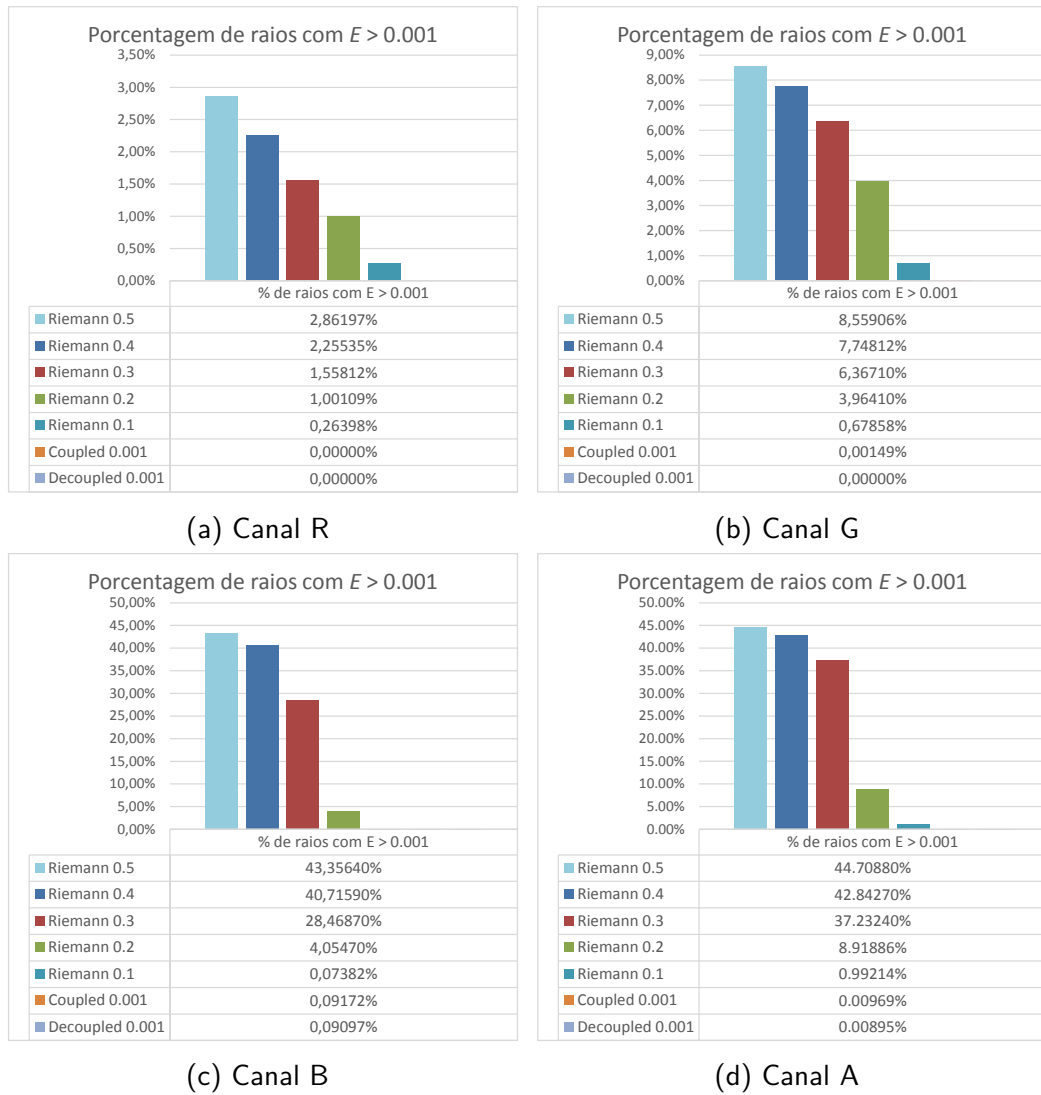 Porcentagem de raios com E > 0.001
3,50%
3,00%
2,50%
2,00%
1,50%
1,00%
0,50%
0,00%
% de raios com E > 0.001
Riemann 0.5 2,86197%
Riemann 0.4 2,25535%
Riemann 0.3 1,55812%
Riemann 0.2 1,00109%
Riemann 0.1 0,26398%
Coupled 0.001 0,00000%
Decoupled 0.001 0,00000%
(a) Canal R
Porcentagem de raios com E > 0.001
9,00%
8,00%
7,00%
6,00%
5,00%
4,00%
3,00%
2,00%
1,00%
0,00%
% de raios com E > 0.001
Riemann 0.5 8,55906%
Riemann 0.4 7,74812%
Riemann 0.3 6,36710%
Riemann 0.2 3,96410%
Riemann 0.1 0,67858%
Coupled 0.001 0,00149%
Decoupled 0.001 0,00000%
(b) Canal G
Porcentagem de raios com E > 0.001
50,00%
45,00%
40,00%
35,00%
30,00%
25,00%
20,00%
15,00%
10,00%
5,00%
0,00%
% de raios com E > 0.001
Riemann 0.5 43,35640%
Riemann 0.4 40,71590%
Riemann 0.3 28,46870%
Riemann 0.2 4,05470%
Riemann 0.1 0,07382%
Coupled 0.001 0,09172%
Decoupled 0.001 0,09097%
(c) Canal B
Porcentagem de raios com E > 0.001
50.00%
45.00%
40.00%
35.00%
30.00%
25.00%
20.00%
15.00%
10.00%
5.00%
0.00%
% de raios com E > 0.001
Riemann 0.5 44.70880%
Riemann 0.4 42.84270%
Riemann 0.3 37.23240%
Riemann 0.2 8.91886%
Riemann 0.1 0.99214%
Coupled 0.001 0.00969%
Decoupled 0.001 0.00895%
(d) Canal A